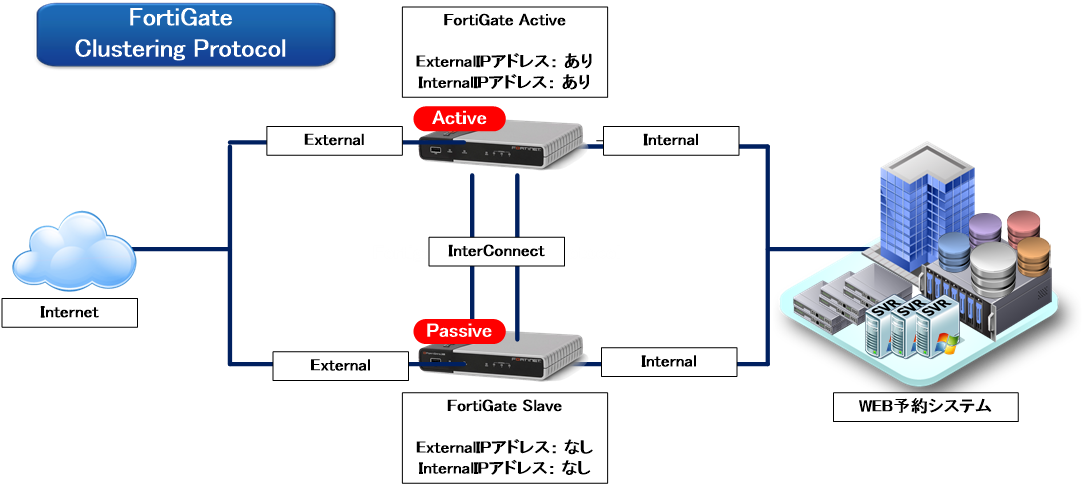 FortiGate
Clustering Protocol
FortiGate Active
ExternalIPアドレス： あり
InternalIPアドレス： あり
Active
External
FORTINET
Internal
InterConnect
Internet
Passive
External
FORTINET
Internal
SVR
SVR
SVR
WEB予約システム
FortiGate Slave
ExternalIPアドレス： なし
InternalIPアドレス： なし